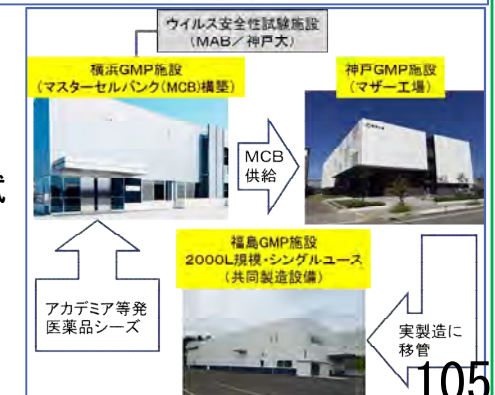 ウイルス安全性試験施設
(MAB/神戸大)
横浜GMP施設
(マスターセルバンク(MCB)構築)
神戸GMP施設
(マザー工場)
MCB
供給
式
福島GMP施設
2000L規模・シングルユース
(共同製造設備)
アカデミア等発
医薬品シーズ
実製造に
移管
105